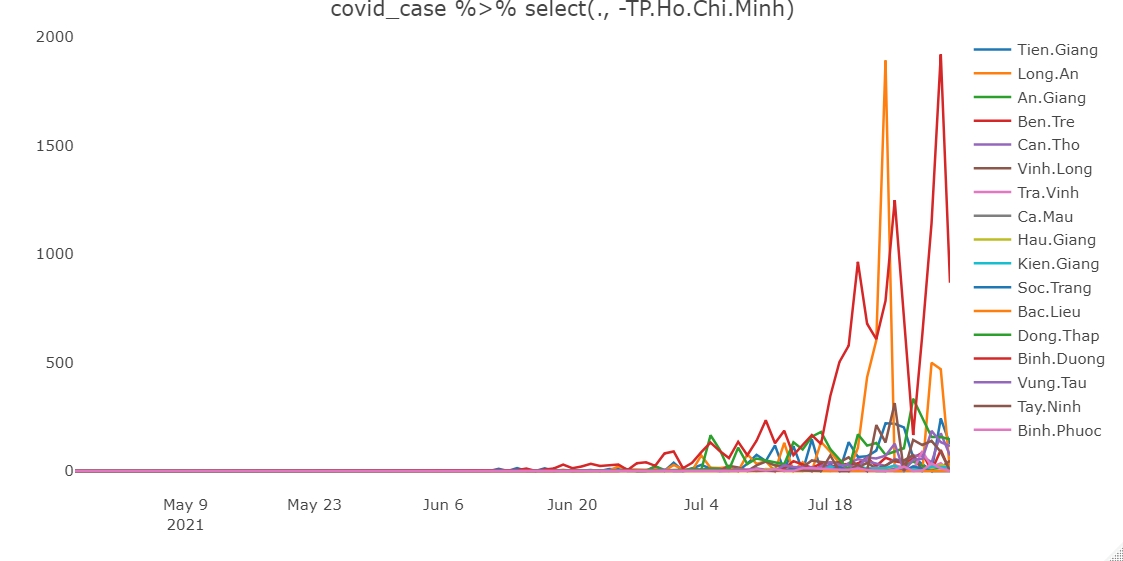 covid_case %>% select(., -TP.Ho.Chi.Minh)
2000
1500
1000
500
0
May 9
2021
May 23
Jun 6
Jun 20
Jul 4
Jul 18
Tien.Giang
Long.An
An.Giang
Ben.Tre
Can.Tho
Vinh.Long
Tra.Vinh
Ca.Mau
Hau.Giang
Kien.Giang
Soc.Trang
Bac.Lieu
Dong.Thap
Binh.Duong
Vung.Tau
Tay.Ninh
Binh.Phuoc